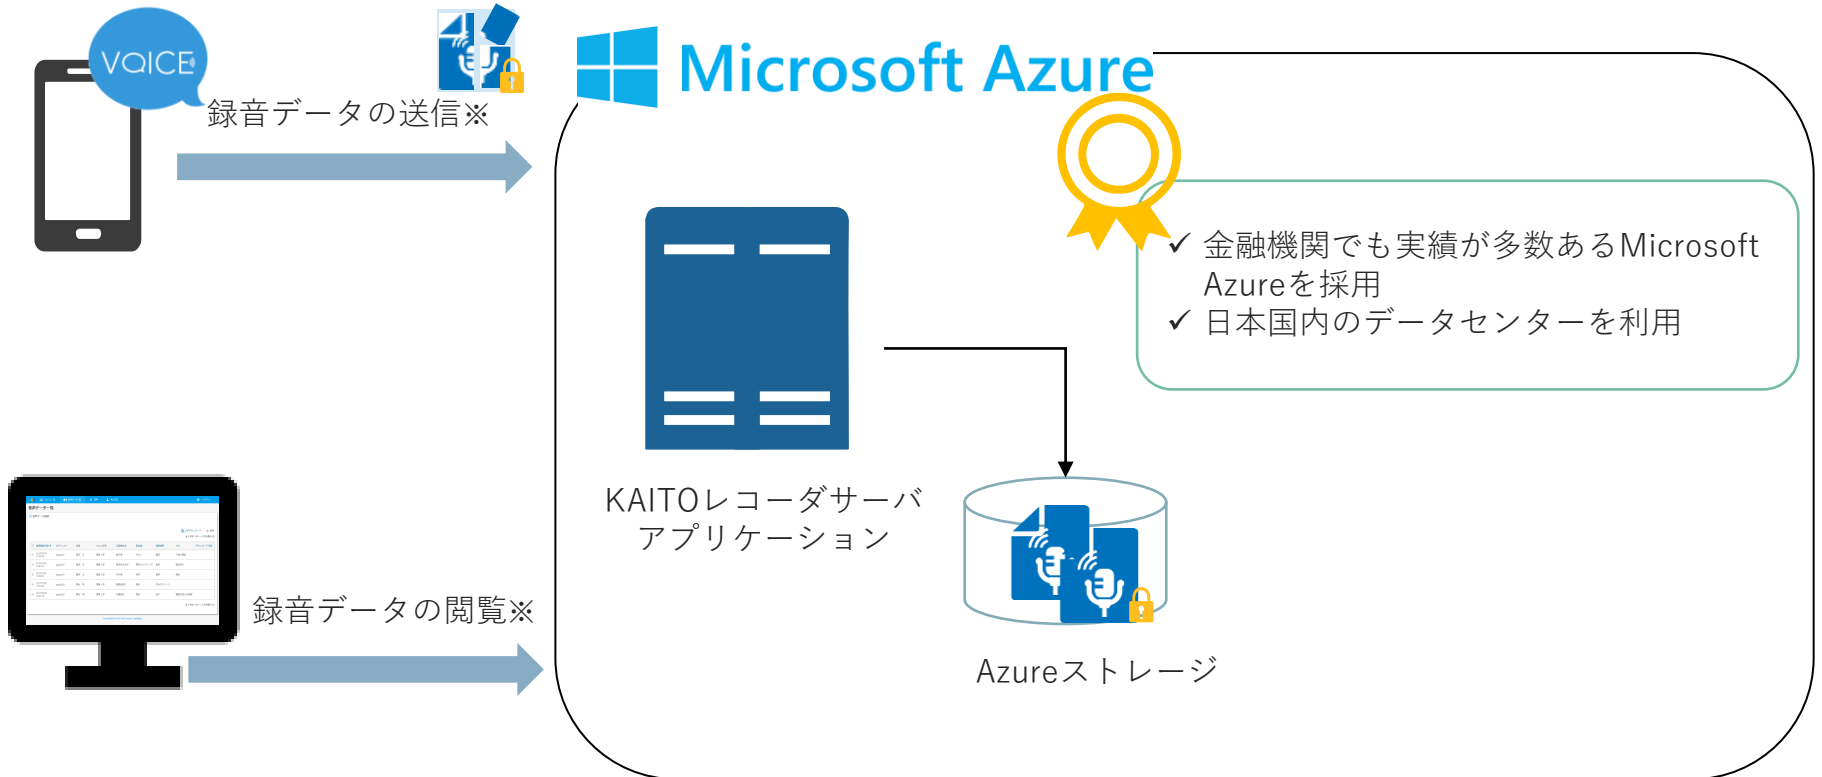 VOICE
録音データの送信※
Microsoft Azure
✓ 金融機関でも実績が多数あるMicrosoft
Azureを採用
✓ 日本国内のデータセンターを利用
KAITOレコーダサーバ
アプリケーション
録音データの閲覧※
Azureストレージ